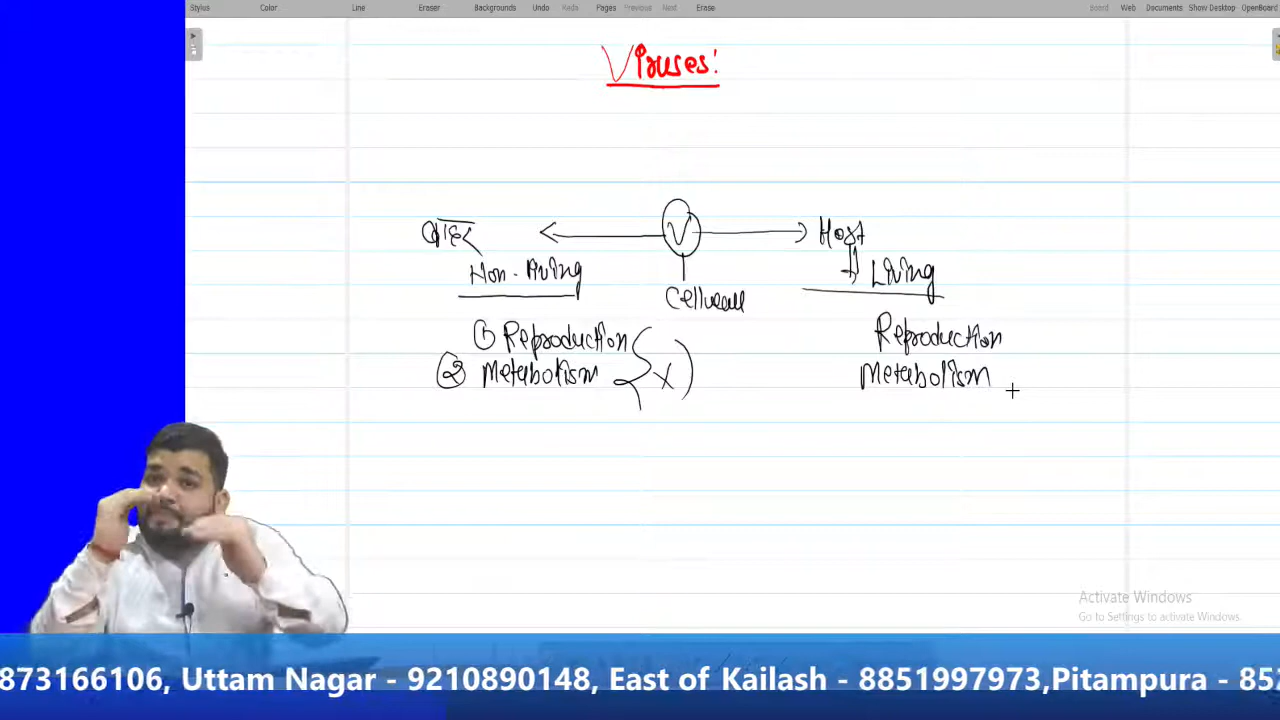 Stylus Color Line Eraser Backgrounds Undo Redo Pages Previous Next Erase Board Web Documents Show Desktop OpenBoard
Viruses:
बाहर V Host
Non-living Living
Cellular
① Reproduction Reproduction
② Metabolism X Metabolism
Activate Windows
Go to Settings to activate Windows.
873166106, Uttam Nagar - 9210890148, East of Kailash - 8851997973,Pitampura - 852